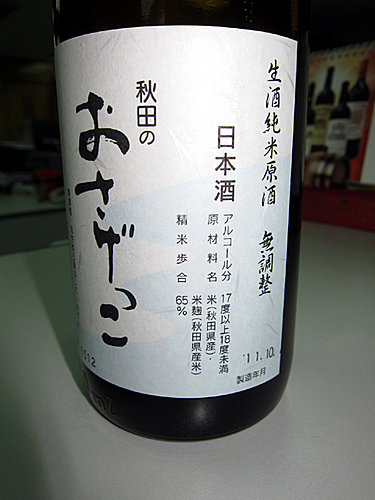 生酒純米原酒 無調整
'11.10.
製造年月
日本酒
アルコール分 17度以上18度未満
原材料名 米(秋田県産)・
米麹(秋田県産米)
精米歩合 65%
秋田の
おさげっこ